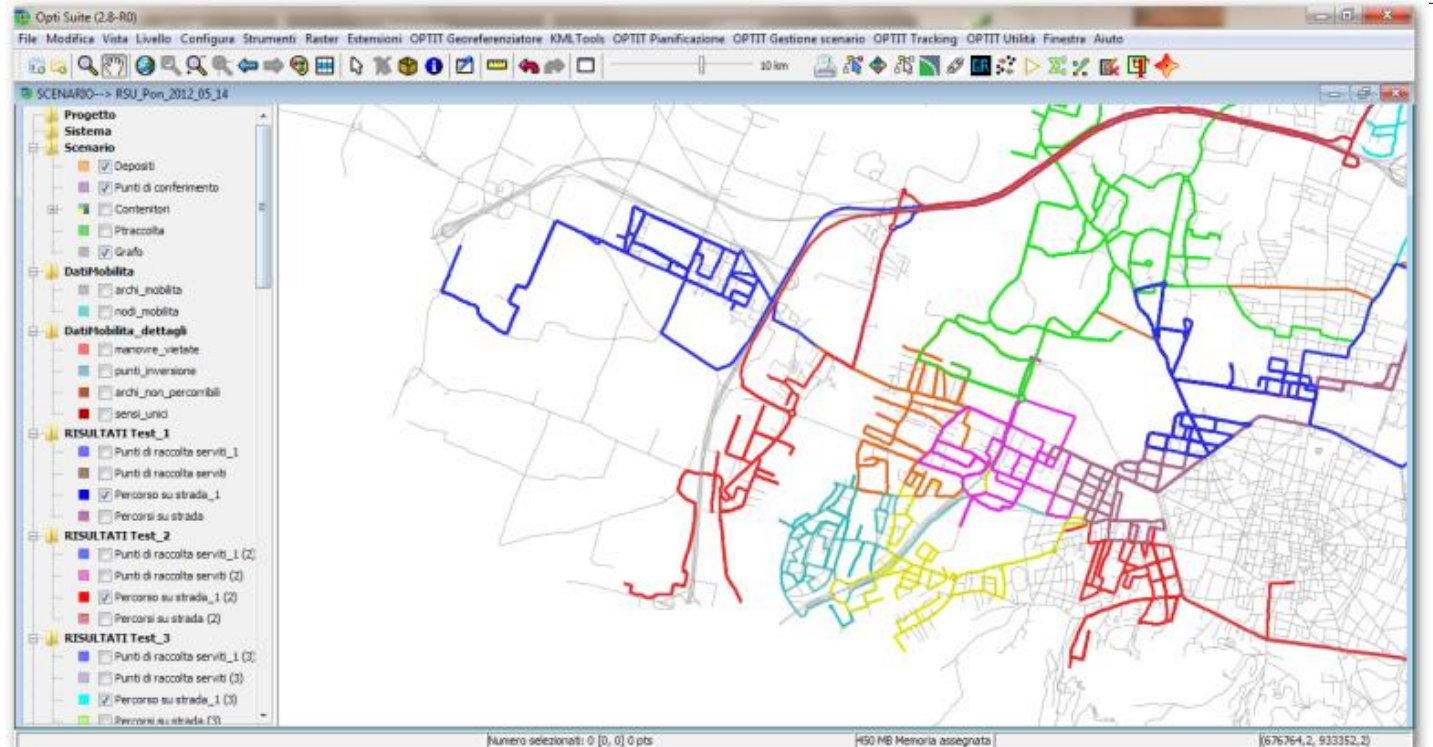 Opti Suite (2.8-R0)
File Modifica Vista Livello Configura Strumenti Raster Estensioni OPTIT Georeferenziatore KMLTools OPTIT Pianificazione OPTIT Gestione scenario OPTIT Tracking OPTIT Utilità Finestra Aiuto
10 km
SCENARIO--> RSU_Pon_2012_05_14
Progetto
Sistema
Scenario
Depositi
Punti di conferimento
Contenitori
Ptraccolta
Grafo
DatiMobilita
archi_mobilita
nodi_mobilita
DatiMobilita_dettagli
manovre_vietate
punti_inversione
archi_non_percorribili
sensi_unici
RISULTATI Test_1
Punti di raccolta serviti_1
Punti di raccolta serviti
Percorso su strada_1
Percorsi su strada
RISULTATI Test_2
Punti di raccolta serviti_1 (2)
Punti di raccolta serviti (2)
Percorso su strada_1 (2)
Percorsi su strada (2)
RISULTATI Test_3
Punti di raccolta serviti_1 (3)
Punti di raccolta serviti (3)
Percorso su strada_1 (3)
Percorsi su strada (3)
Numero selezionati: 0 [0, 0] 0 pts 450 MB Memoria assegnata (676764,2, 933352,2)